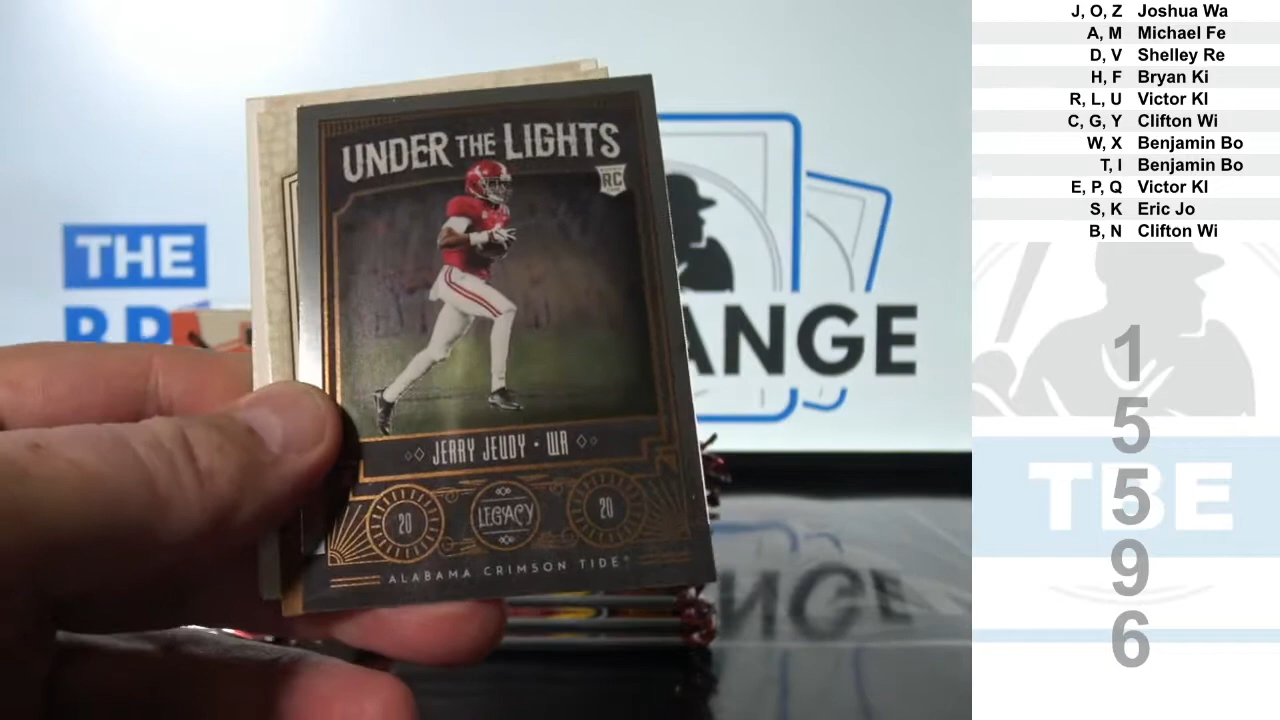 UNDER THE LIGHTS
RC
JERRY JEUDY • WR
20 LEGACY 20
ALABAMA CRIMSON TIDE
THE
ANGE
NGE
J, O, Z Joshua Wa
A, M Michael Fe
D, V Shelley Re
H, F Bryan Ki
R, L, U Victor Kl
C, G, Y Clifton Wi
W, X Benjamin Bo
T, I Benjamin Bo
E, P, Q Victor Kl
S, K Eric Jo
B, N Clifton Wi
TBE
1
5
5
9
6